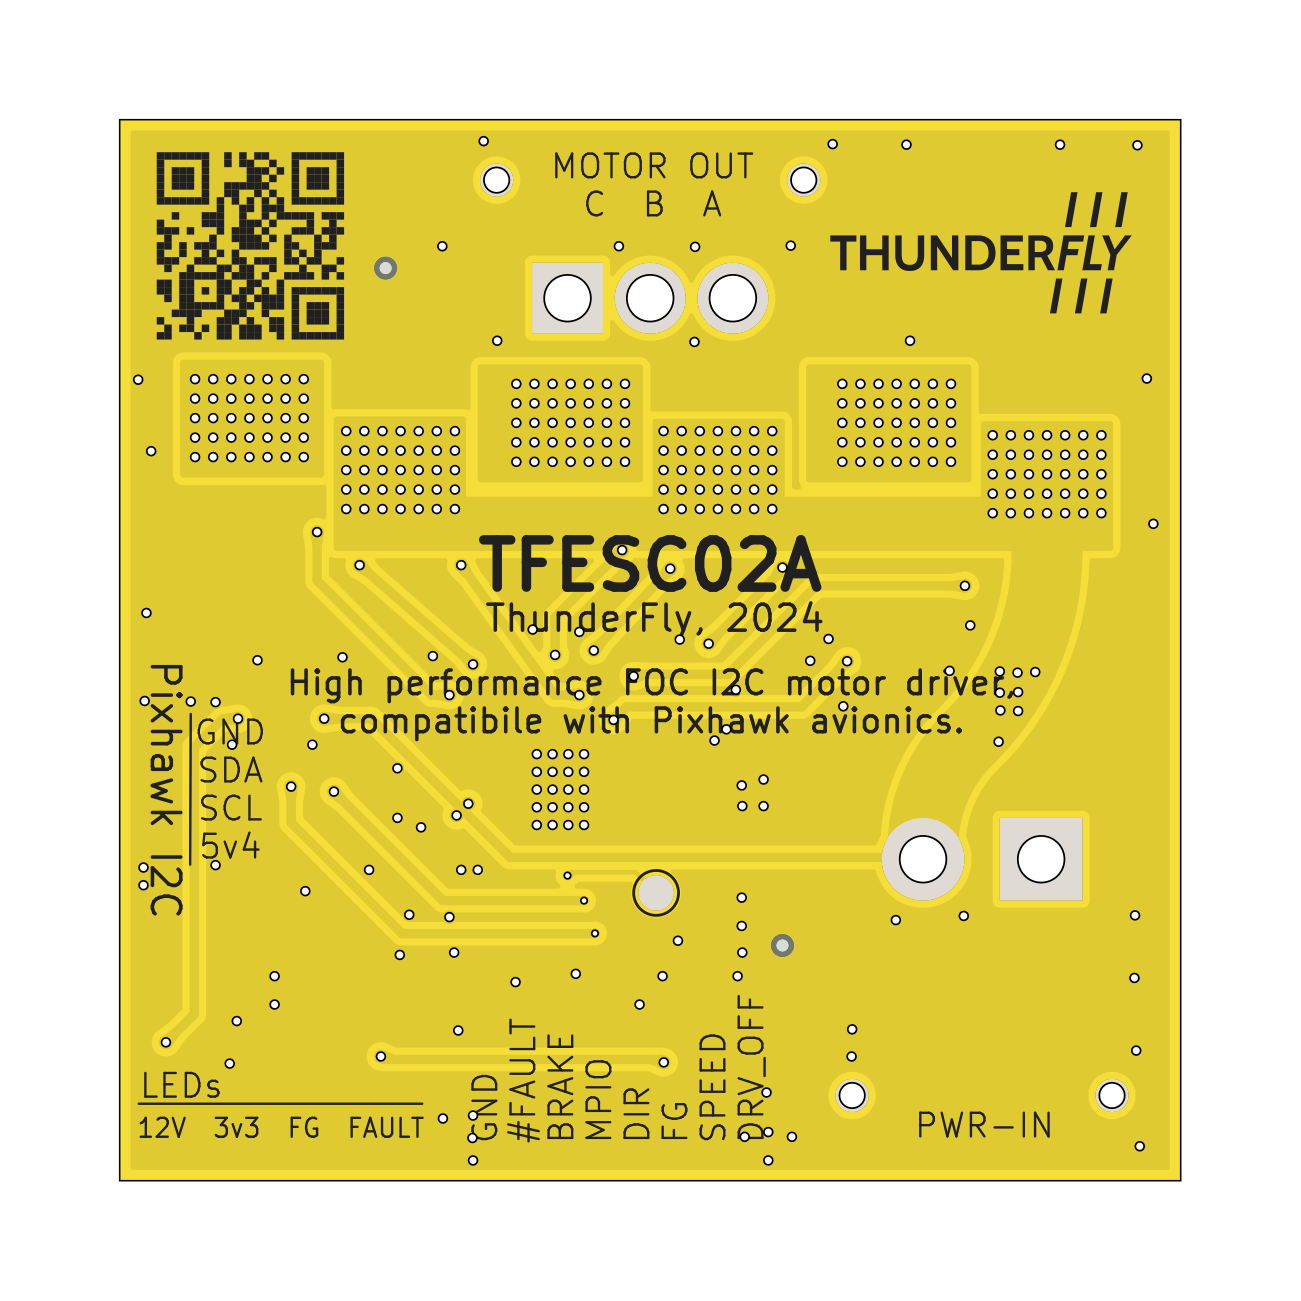 MOTOR OUT
C B A
THUNDERFLY
TFESC02A
ThunderFly, 2024
High performance FOC I2C motor driver,
compatibile with Pixhawk avionics.
Pixhawk I2C
GND
SDA
SCL
5v4
LEDs
12V 3v3 FG FAULT
GND
#FAULT
BRAKE
MPIO
DIR
FG
SPEED
DRV_OFF
PWR-IN